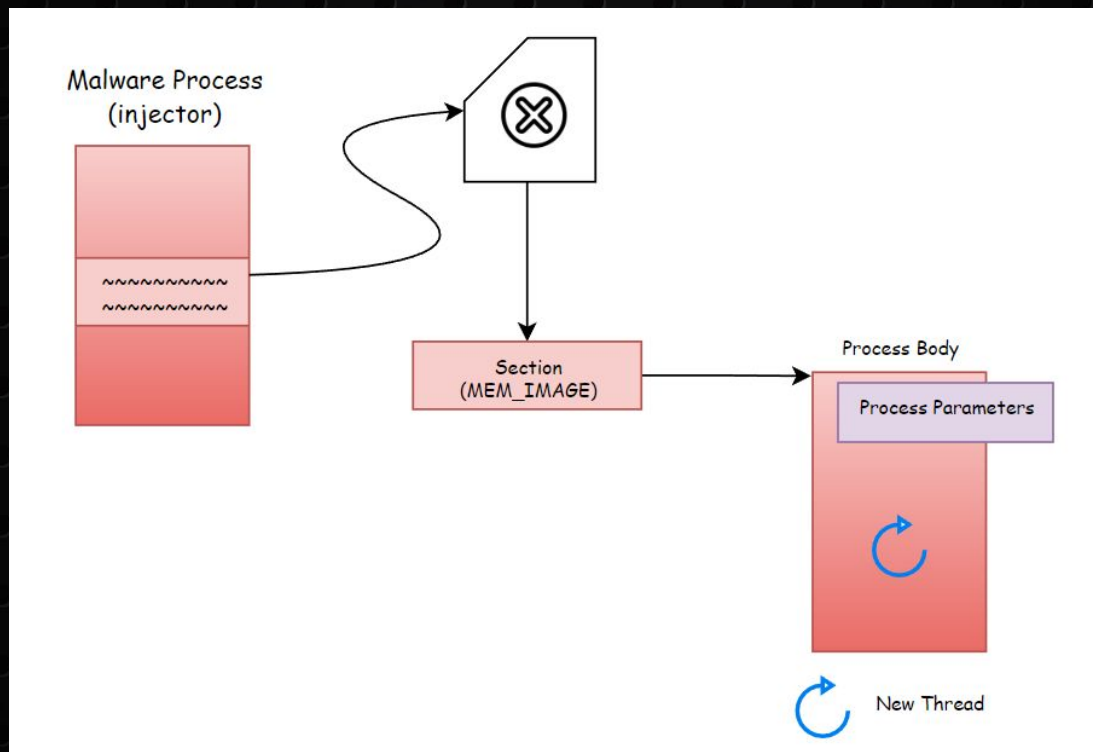 Malware Process
(injector)
~~~~~~~~~~
~~~~~~~~~~
Section
(MEM_IMAGE)
Process Body
Process Parameters
New Thread